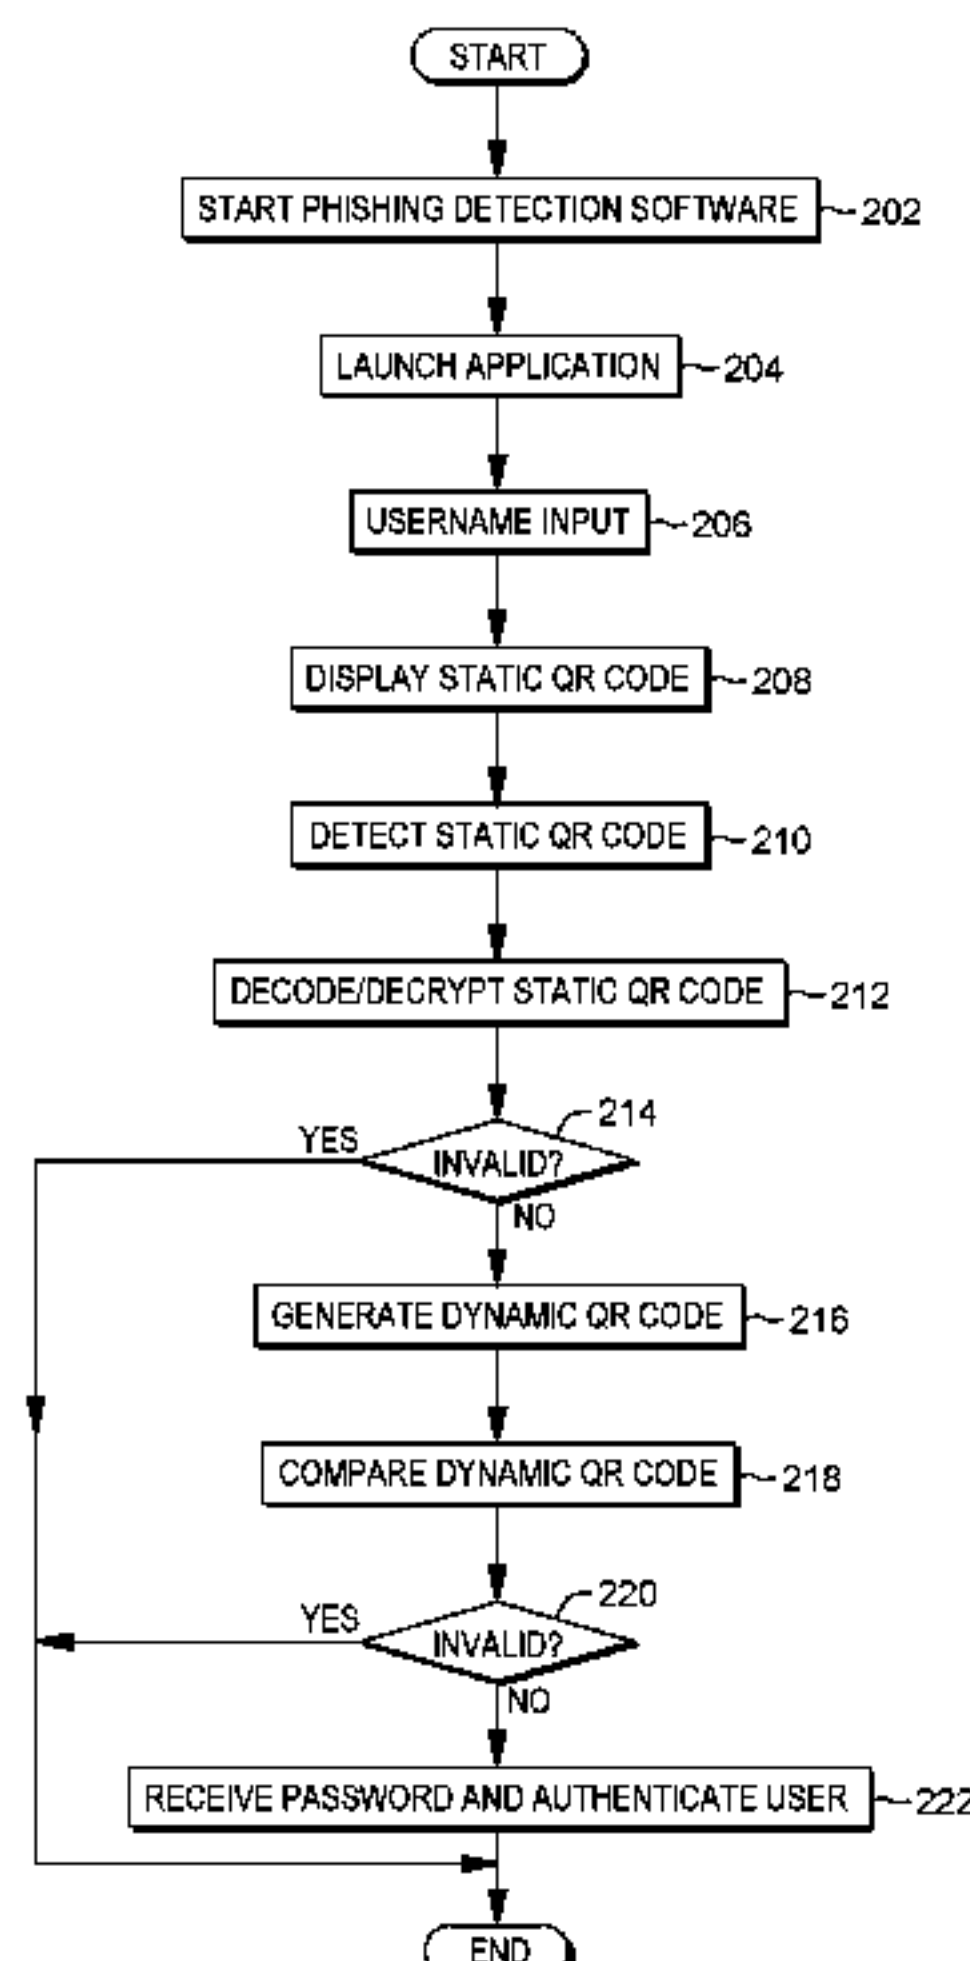 START
START PHISHING DETECTION SOFTWARE 202
LAUNCH APPLICATION 204
USERNAME INPUT 206
DISPLAY STATIC QR CODE 208
DETECT STATIC QR CODE 210
DECODE/DECRYPT STATIC QR CODE 212
214
YES
INVALID?
NO
GENERATE DYNAMIC QR CODE 216
COMPARE DYNAMIC QR CODE 218
220
YES
INVALID?
NO
RECEIVE PASSWORD AND AUTHENTICATE USER 222
END